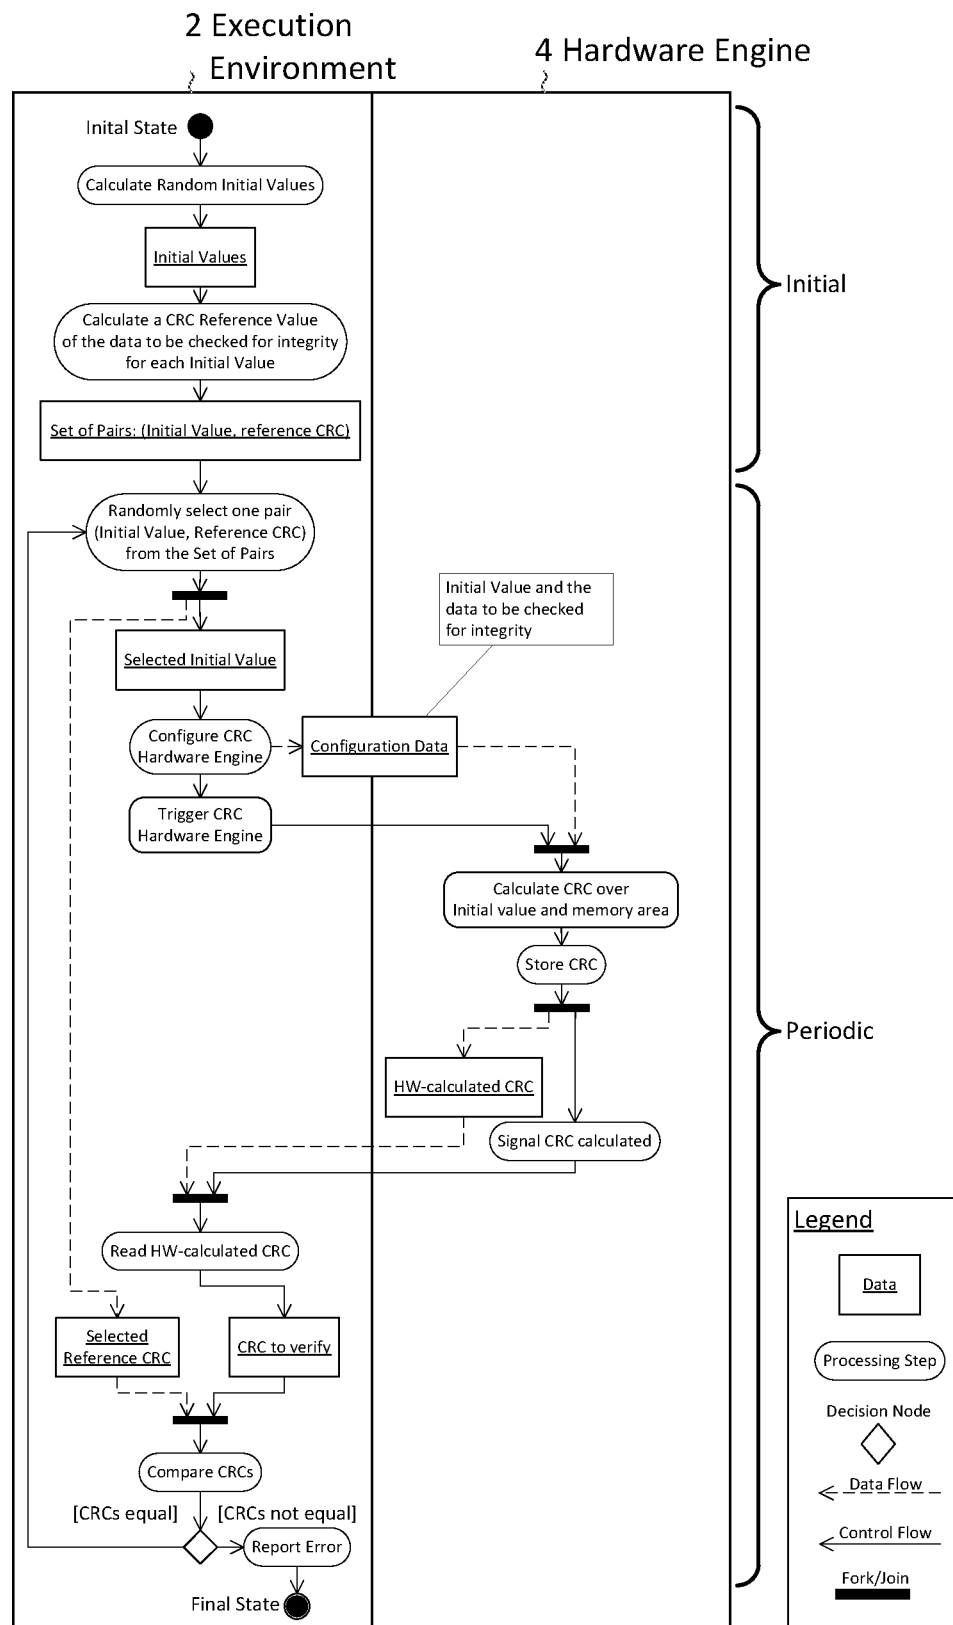 2 Execution
Environment
4 Hardware Engine
Inital State
Calculate Random Initial Values
Initial Values
Calculate a CRC Reference Value
of the data to be checked for integrity
for each Initial Value
Set of Pairs: (Initial Value, reference CRC)
Initial
Randomly select one pair
(Initial Value, Reference CRC)
from the Set of Pairs
Initial Value and the
data to be checked
for integrity
Selected Initial Value
Configure CRC
Hardware Engine
Configuration Data
Trigger CRC
Hardware Engine
Calculate CRC over
Initial value and memory area
Store CRC
Periodic
HW-calculated CRC
Signal CRC calculated
Read HW-calculated CRC
Selected
Reference CRC
CRC to verify
Compare CRCs
[CRCs equal]
[CRCs not equal]
Report Error
Final State
Legend
Data
Processing Step
Decision Node
Data Flow
Control Flow
Fork/Join